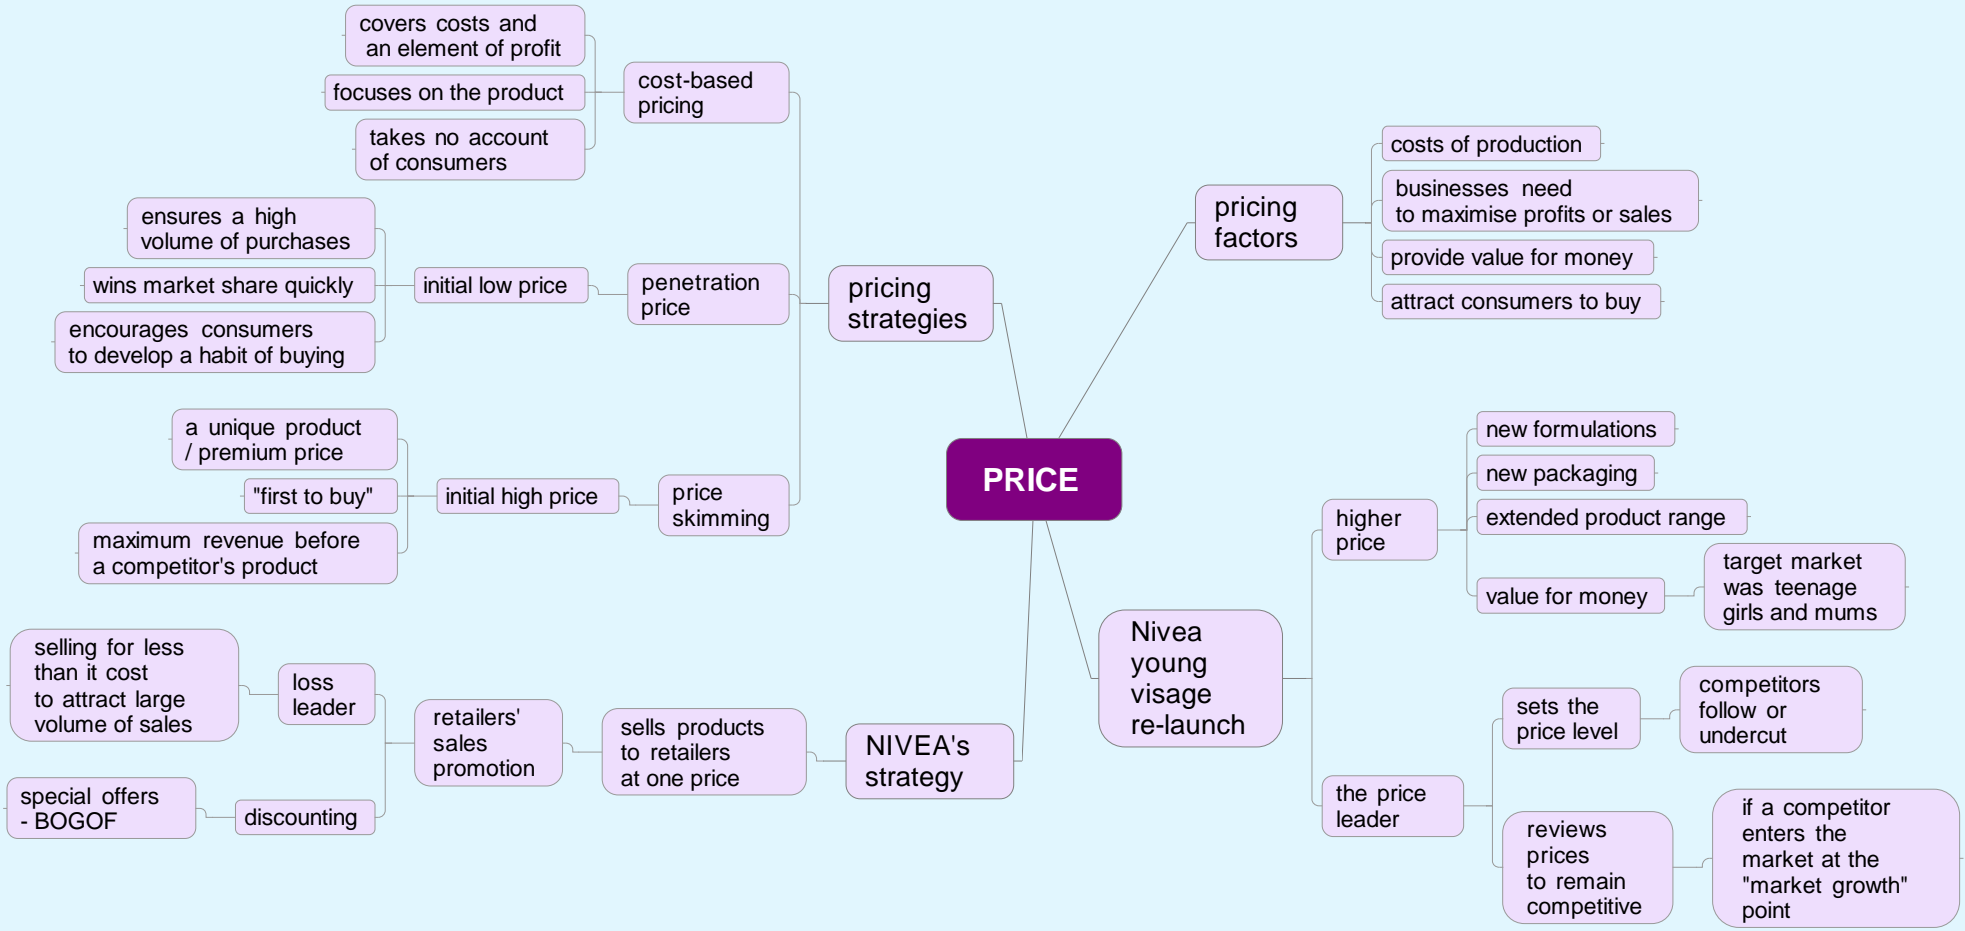 PRICE
pricing
factors
costs of production
businesses need
to maximise profits or sales
provide value for money
attract consumers to buy
Nivea
young
visage
re-launch
higher
price
new formulations
new packaging
extended product range
value for money
target market
was teenage
girls and mums
the price
leader
sets the
price level
competitors
follow or
undercut
reviews
prices
to remain
competitive
if a competitor
enters the
market at the
"market growth"
point
NIVEA's
strategy
sells products
to retailers
at one price
retailers'
sales
promotion
loss
leader
selling for less
than it cost
to attract large
volume of sales
discounting
special offers
- BOGOF
pricing
strategies
cost-based
pricing
covers costs and
an element of profit
focuses on the product
takes no account
of consumers
penetration
price
initial low price
ensures a high
volume of purchases
wins market share quickly
encourages consumers
to develop a habit of buying
price
skimming
initial high price
a unique product
/ premium price
"first to buy"
maximum revenue before
a competitor's product